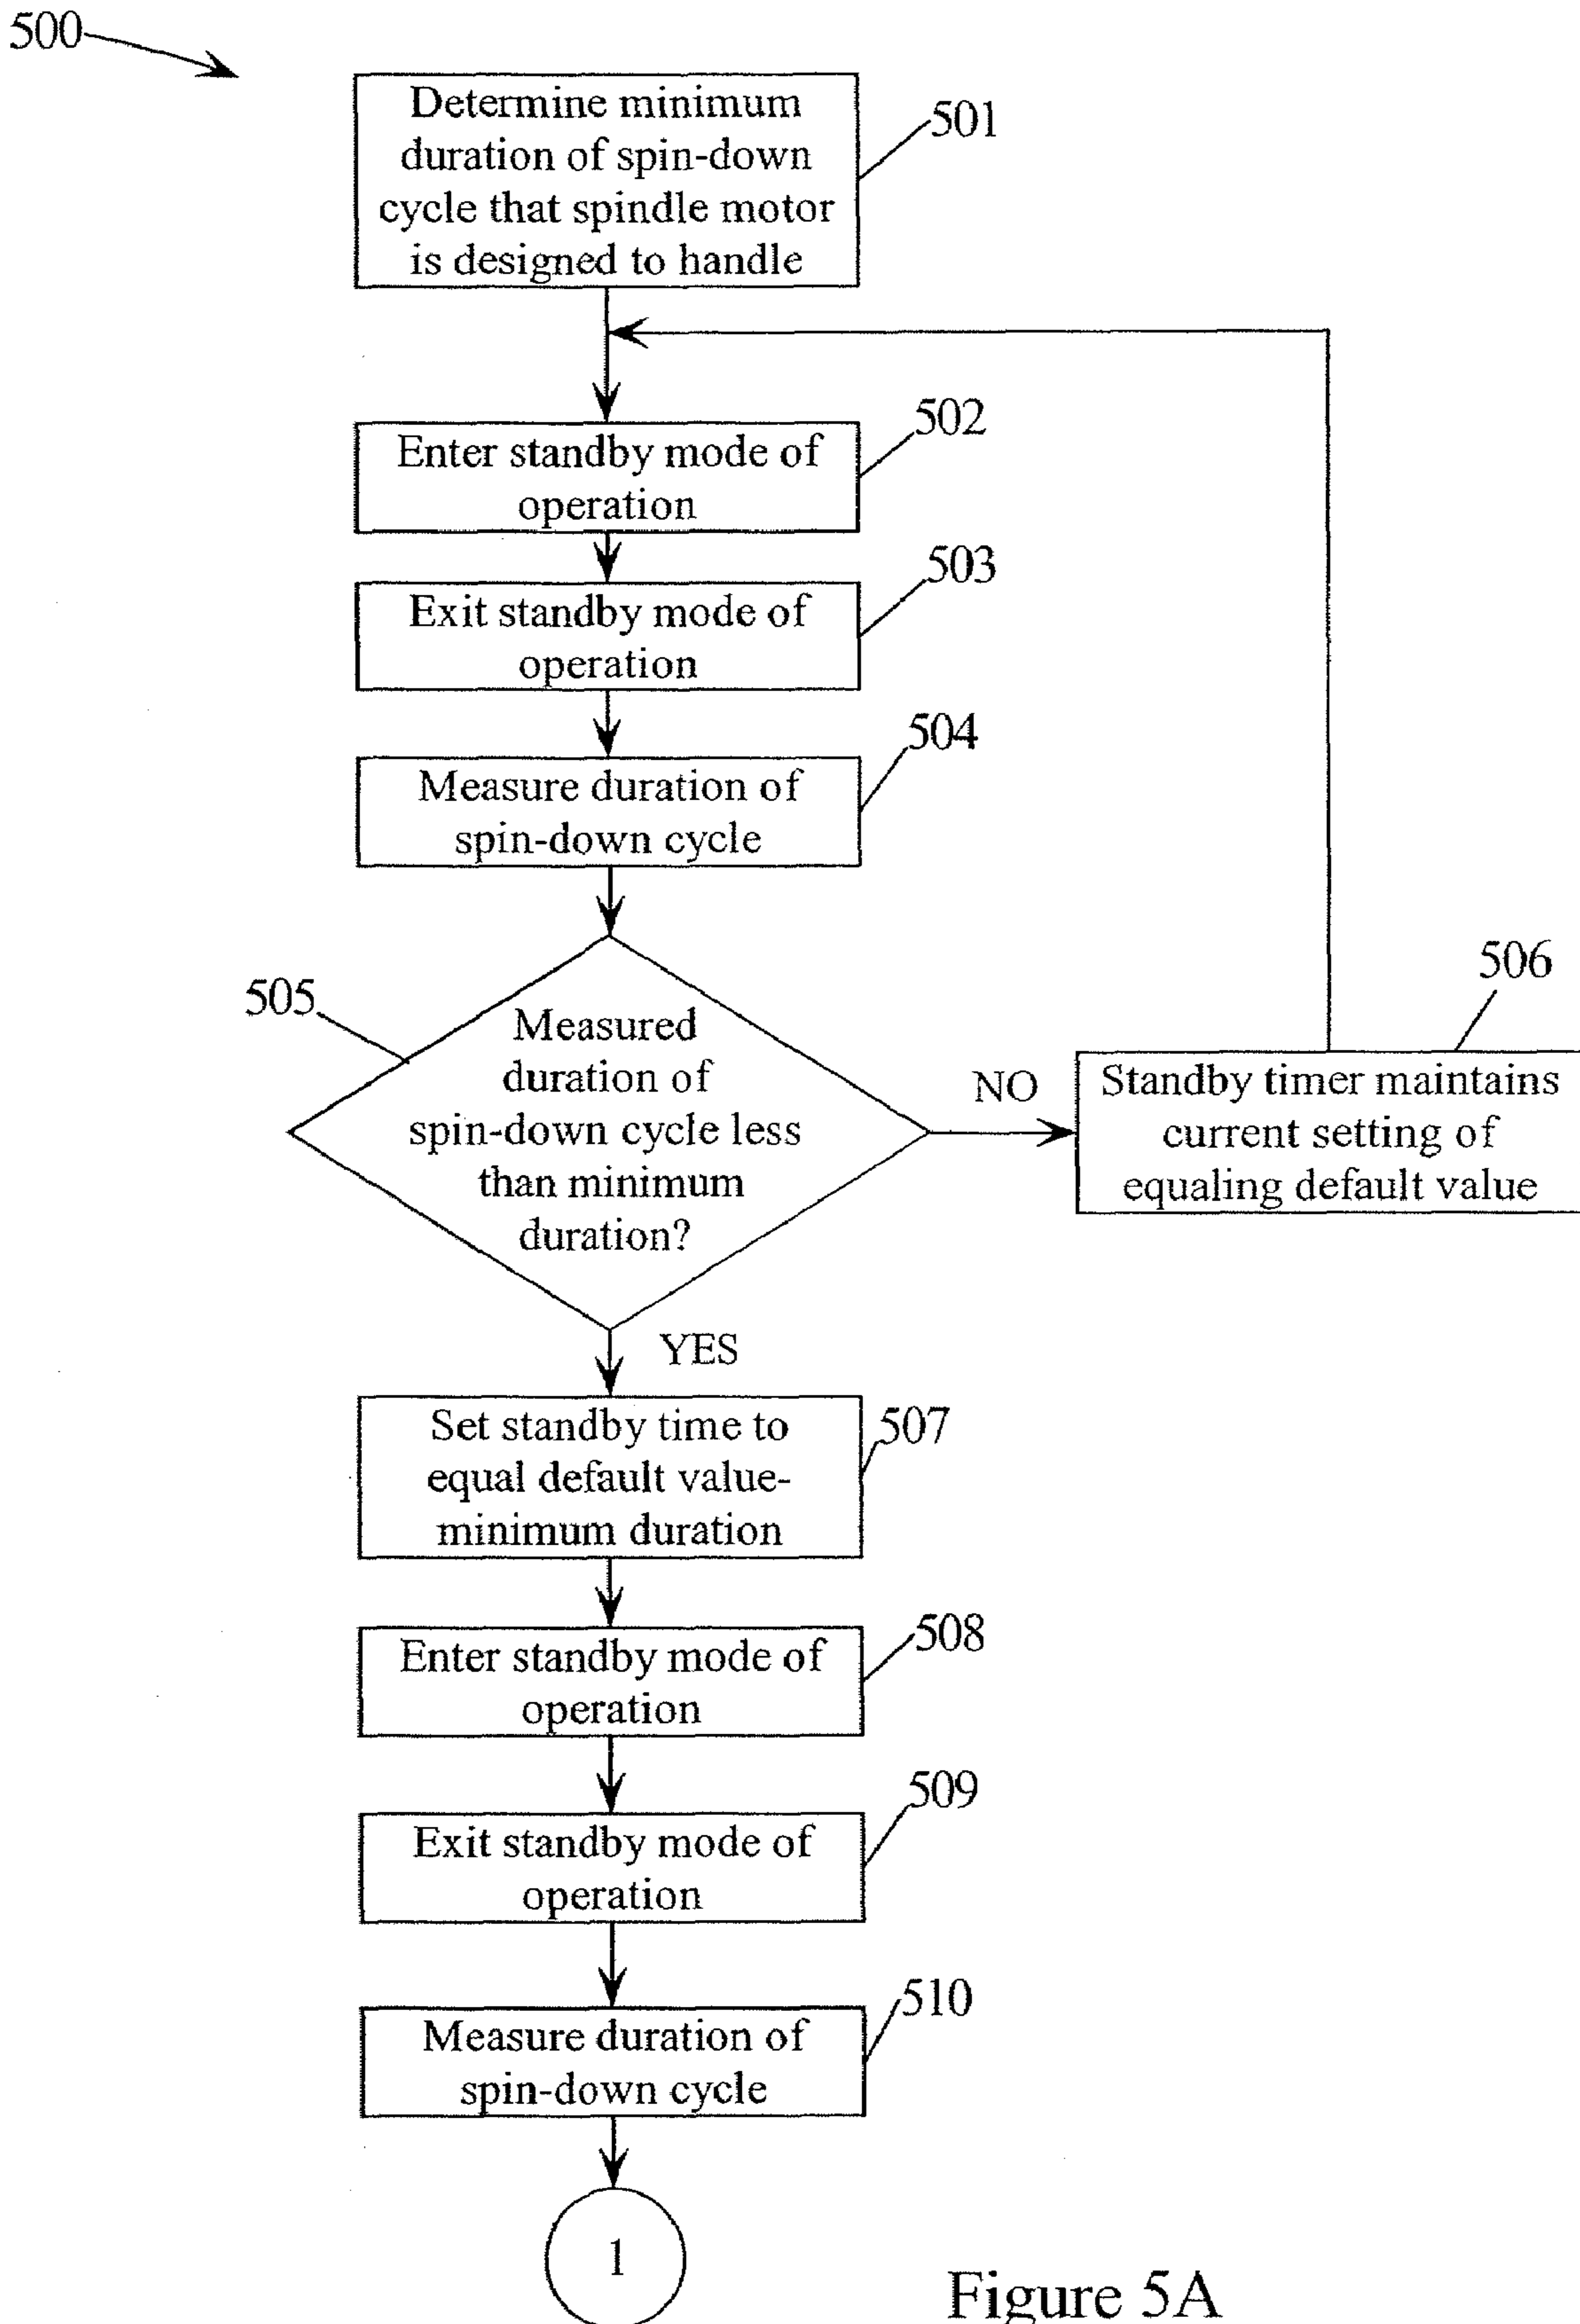 500
Determine minimum
duration of spin-down
cycle that spindle motor
is designed to handle
501
Enter standby mode of
operation
502
Exit standby mode of
operation
503
Measure duration of
spin-down cycle
504
505
Measured
duration of
spin-down cycle less
than minimum
duration?
NO
506
Standby timer maintains
current setting of
equaling default value
YES
Set standby time to
equal default value-
minimum duration
507
Enter standby mode of
operation
508
Exit standby mode of
operation
509
Measure duration of
spin-down cycle
510
1
Figure 5A